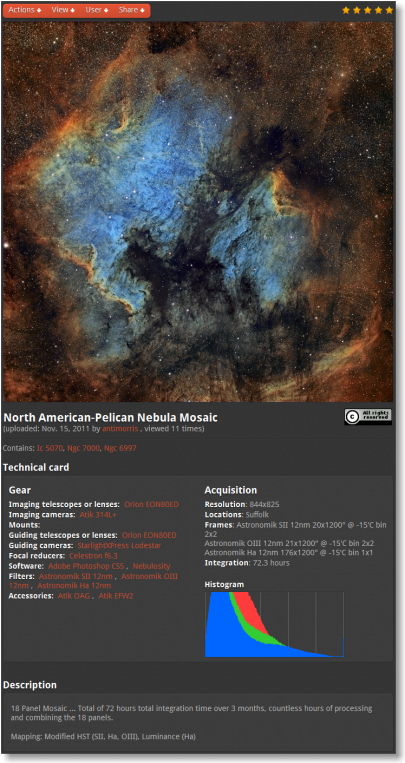 Actions View User Share
North American-Pelican Nebula Mosaic
All rights reserved
(uploaded: Nov. 15, 2011 by antimorris , viewed 11 times)
Contains: Ic 5070, Ngc 7000, Ngc 6997
Technical card
Gear
Imaging telescopes or lenses: Orion EON80ED
Imaging cameras: Atik 314L+
Mounts:
Guiding telescopes or lenses: Orion EON80ED
Guiding cameras: StarlightXPress Lodestar
Focal reducers: Celestron f6.3
Software: Adobe Photoshop CS5 , Nebulosity
Filters: Astronomik SII 12nm , Astronomik OIII
12nm , Astronomik Ha 12nm
Accessories: Atik OAG , Atik EFW2
Acquisition
Resolution: 844x825
Locations: Suffolk
Frames: Astronomik SII 12nm 20x1200" @ -15'C bin
2x2
Astronomik OIII 12nm 21x1200" @ -15'C bin 2x2
Astronomik Ha 12nm 176x1200" @ -15'C bin 1x1
Integration: 72.3 hours
Histogram
Description
18 Panel Mosaic ... Total of 72 hours total integration time over 3 months, countless hours of processing
and combining the 18 panels.
Mapping: Modified HST (SII, Ha, OIII), Luminance (Ha)